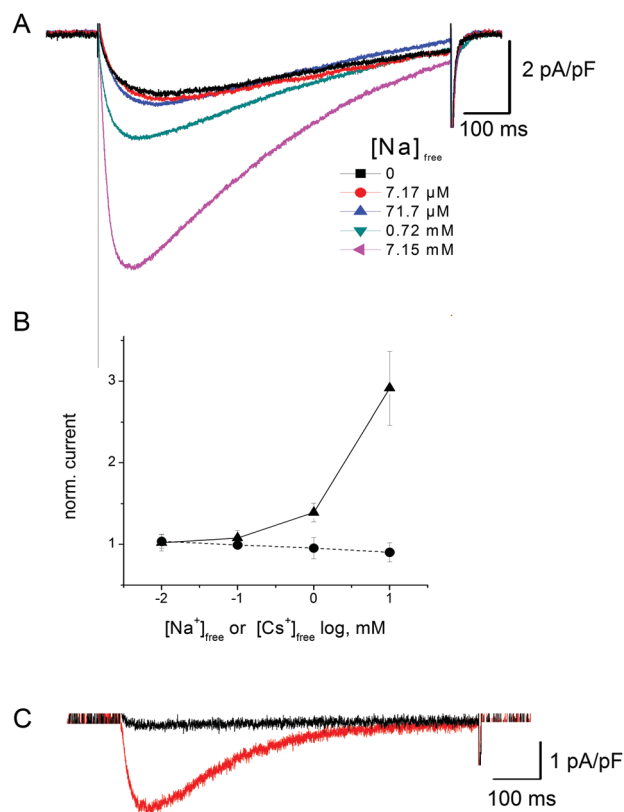 A
2 pA/pF
100 ms
[Na] free
0
7.17 µM
71.7 µM
0.72 mM
7.15 mM
B
norm. current
3
2
1
-2 -1 0 1
[Na+]free or [Cs+]free log, mM
C
1 pA/pF
100 ms